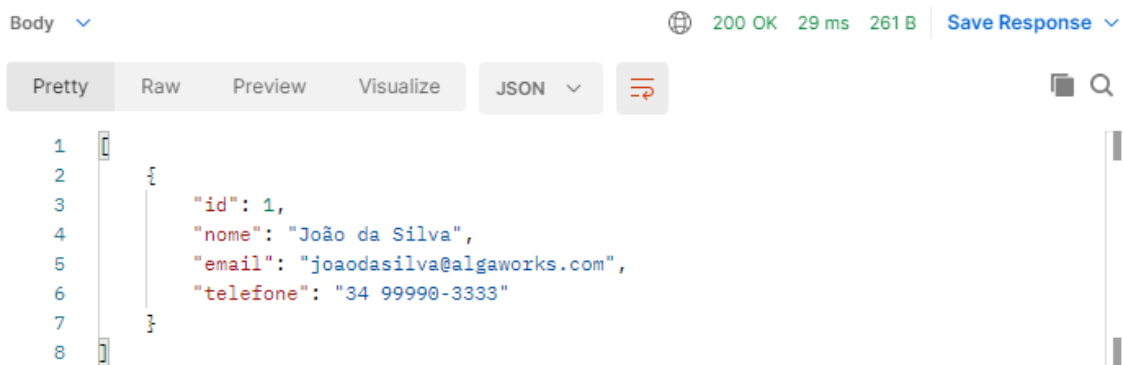 Body 200 OK 29 ms 261 B Save Response
Pretty Raw Preview Visualize JSON
1 [
2 {
3 "id": 1,
4 "nome": "João da Silva",
5 "email": "joaodasilva@algaworks.com",
6 "telefone": "34 99990-3333"
7 }
8 ]